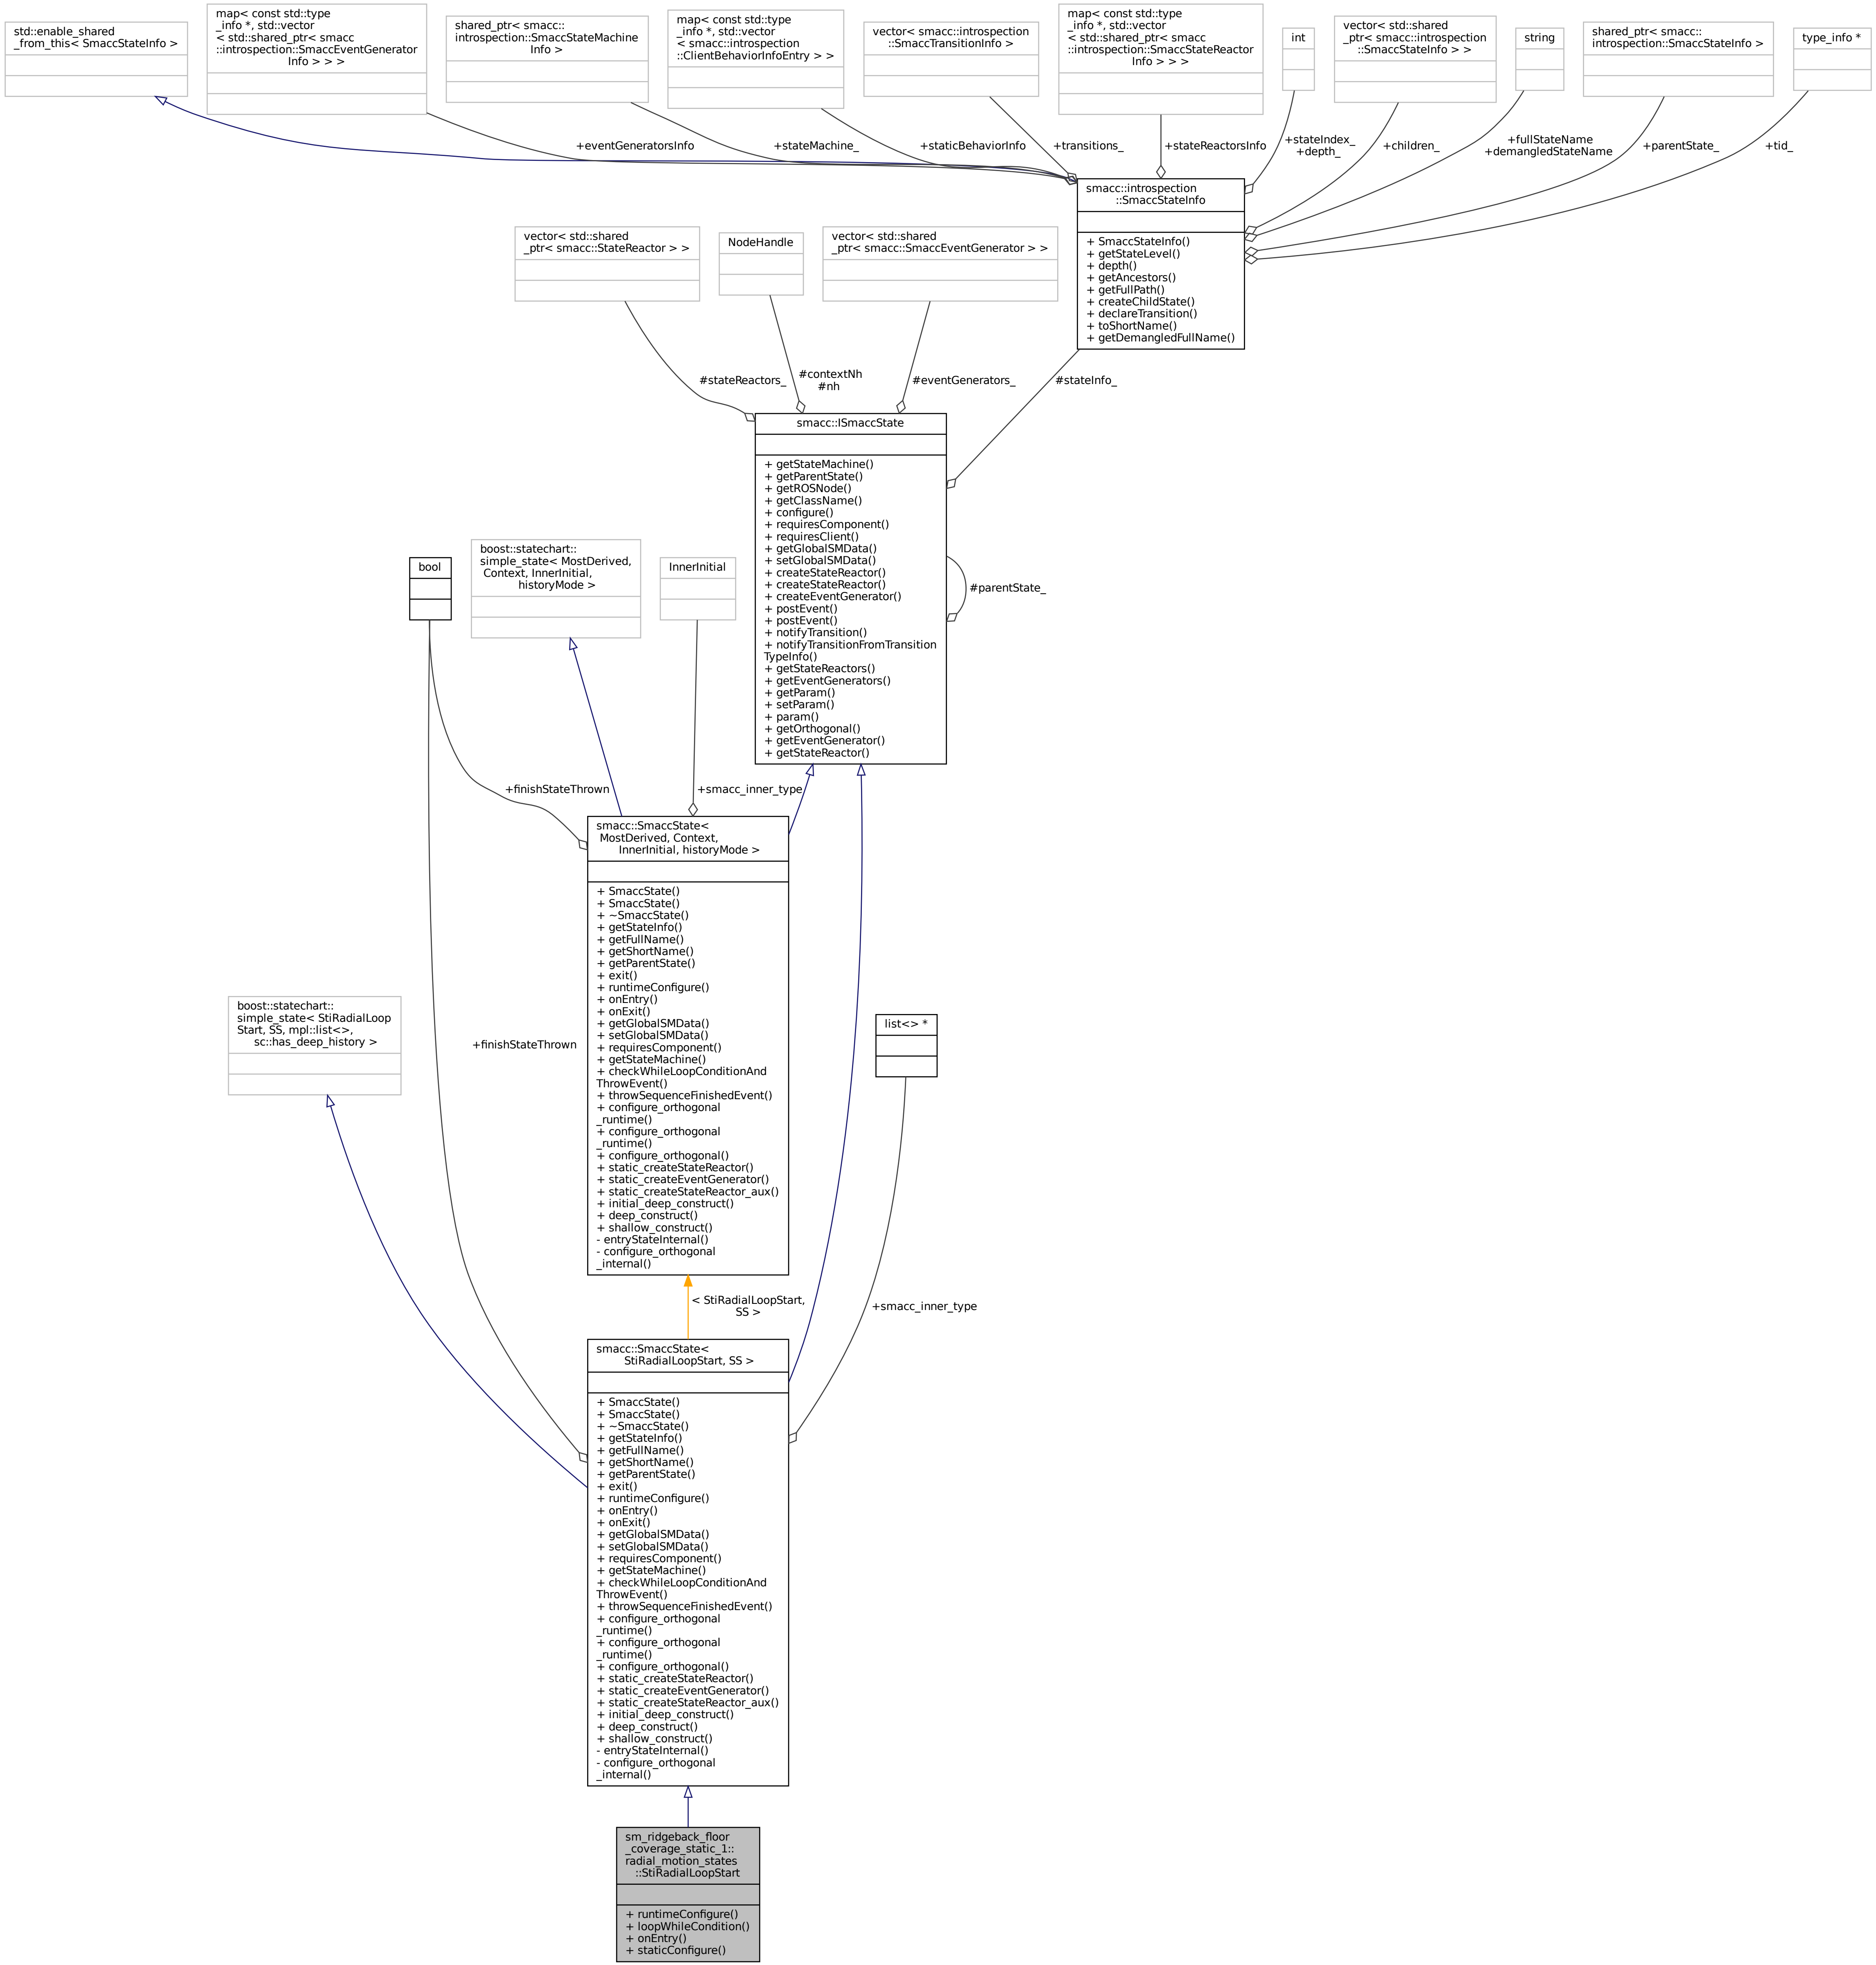 std::enable_shared
_from_this< SmaccStateInfo >
map< const std::type
_info *, std::vector
< std::shared_ptr< smacc
::introspection::SmaccEventGenerator
Info > > >
shared_ptr< smacc::
introspection::SmaccStateMachine
Info >
map< const std::type
_info *, std::vector
< smacc::introspection
::ClientBehaviorInfoEntry > >
vector< smacc::introspection
::SmaccTransitionInfo >
map< const std::type
_info *, std::vector
< std::shared_ptr< smacc
::introspection::SmaccStateReactor
Info > > >
int
vector< std::shared
_ptr< smacc::introspection
::SmaccStateInfo > >
string
shared_ptr< smacc::
introspection::SmaccStateInfo >
type_info *
+eventGeneratorsInfo
+stateMachine_
+staticBehaviorInfo
+transitions_
+stateReactorsInfo
+stateIndex_
+depth_
+children_
+fullStateName
+demangledStateName
+parentState_
+tid_
smacc::introspection
::SmaccStateInfo
+ SmaccStateInfo()
+ getStateLevel()
+ depth()
+ getAncestors()
+ getFullPath()
+ createChildState()
+ declareTransition()
+ toShortName()
+ getDemangledFullName()
vector< std::shared
_ptr< smacc::StateReactor > >
NodeHandle
vector< std::shared
_ptr< smacc::SmaccEventGenerator > >
#stateReactors_
#contextNh
#nh
#eventGenerators_
#stateInfo_
smacc::ISmaccState
+ getStateMachine()
+ getParentState()
+ getROSNode()
+ getClassName()
+ configure()
+ requiresComponent()
+ requiresClient()
+ getGlobalSMData()
+ setGlobalSMData()
+ createStateReactor()
+ createStateReactor()
+ createEventGenerator()
+ postEvent()
+ postEvent()
+ notifyTransition()
+ notifyTransitionFromTransition
TypeInfo()
+ getStateReactors()
+ getEventGenerators()
+ getParam()
+ setParam()
+ param()
+ getOrthogonal()
+ getEventGenerator()
+ getStateReactor()
#parentState_
bool
boost::statechart::
simple_state< MostDerived,
Context, InnerInitial,
historyMode >
InnerInitial
+finishStateThrown
+smacc_inner_type
smacc::SmaccState<
MostDerived, Context,
InnerInitial, historyMode >
+ SmaccState()
+ SmaccState()
+ ~SmaccState()
+ getStateInfo()
+ getFullName()
+ getShortName()
+ getParentState()
+ exit()
+ runtimeConfigure()
+ onEntry()
+ onExit()
+ getGlobalSMData()
+ setGlobalSMData()
+ requiresComponent()
+ getStateMachine()
+ checkWhileLoopConditionAnd
ThrowEvent()
+ throwSequenceFinishedEvent()
+ configure_orthogonal
_runtime()
+ configure_orthogonal
_runtime()
+ configure_orthogonal()
+ static_createStateReactor()
+ static_createEventGenerator()
+ static_createStateReactor_aux()
+ initial_deep_construct()
+ deep_construct()
+ shallow_construct()
- entryStateInternal()
- configure_orthogonal
_internal()
boost::statechart::
simple_state< StiRadialLoop
Start, SS, mpl::list<>,
sc::has_deep_history >
+finishStateThrown
list<> *
< StiRadialLoopStart,
SS >
+smacc_inner_type
smacc::SmaccState<
StiRadialLoopStart, SS >
+ SmaccState()
+ SmaccState()
+ ~SmaccState()
+ getStateInfo()
+ getFullName()
+ getShortName()
+ getParentState()
+ exit()
+ runtimeConfigure()
+ onEntry()
+ onExit()
+ getGlobalSMData()
+ setGlobalSMData()
+ requiresComponent()
+ getStateMachine()
+ checkWhileLoopConditionAnd
ThrowEvent()
+ throwSequenceFinishedEvent()
+ configure_orthogonal
_runtime()
+ configure_orthogonal
_runtime()
+ configure_orthogonal()
+ static_createStateReactor()
+ static_createEventGenerator()
+ static_createStateReactor_aux()
+ initial_deep_construct()
+ deep_construct()
+ shallow_construct()
- entryStateInternal()
- configure_orthogonal
_internal()
sm_ridgeback_floor
_coverage_static_1::
radial_motion_states
::StiRadialLoopStart
+ runtimeConfigure()
+ loopWhileCondition()
+ onEntry()
+ staticConfigure()